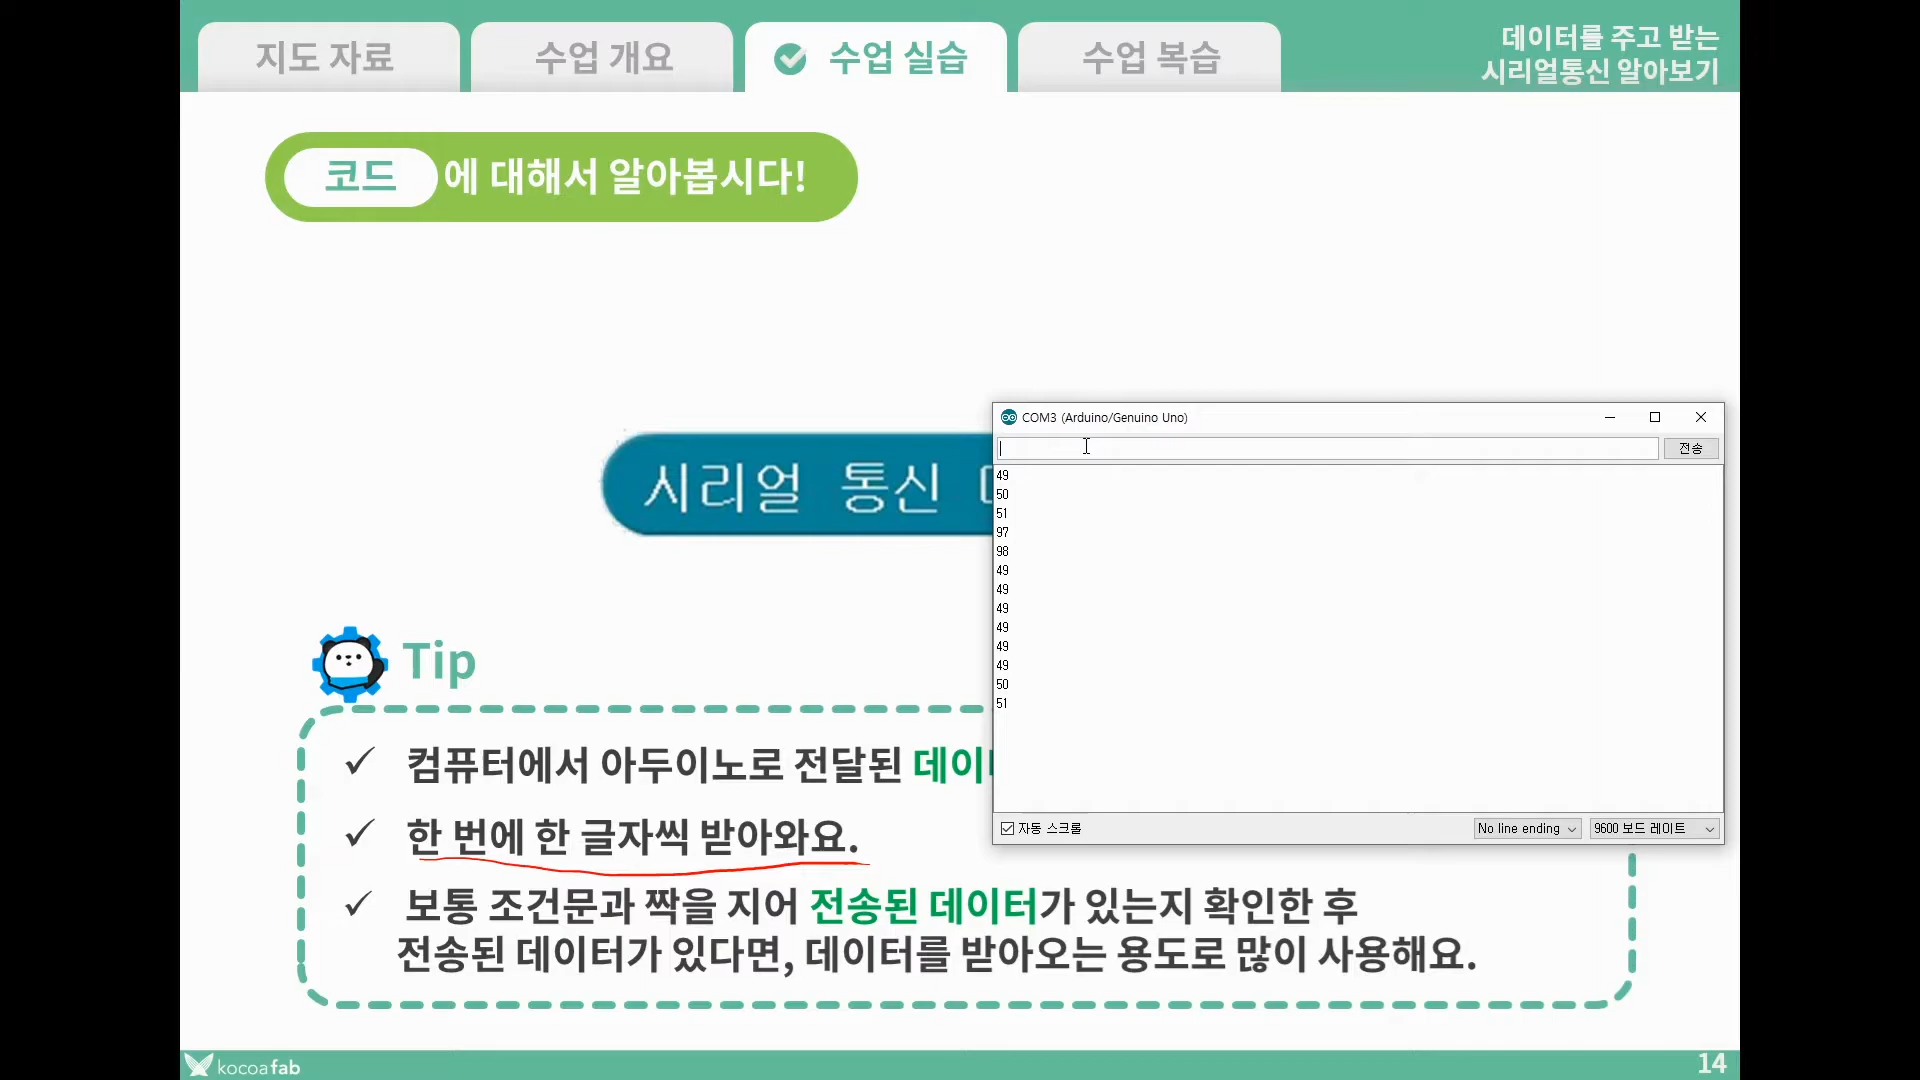 지도 자료
수업 개요
수업 실습
수업 복습
데이터를 주고 받는
시리얼통신 알아보기
코드에 대해서 알아봅시다!
시리얼 통신
COM3 (Arduino/Genuino Uno)
전송
49
50
51
97
98
49
49
49
49
49
49
50
51
자동 스크롤
No line ending
9600 보드 레이트
Tip
컴퓨터에서 아두이노로 전달된 데이
한 번에 한 글자씩 받아와요.
보통 조건문과 짝을 지어 전송된 데이터가 있는지 확인한 후
전송된 데이터가 있다면, 데이터를 받아오는 용도로 많이 사용해요.
kocoafab
14